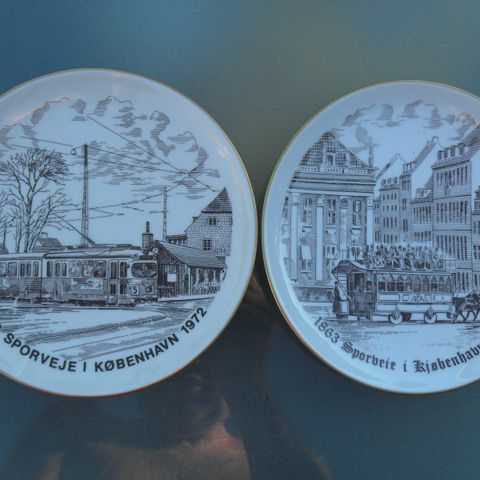 SPORVEJE I KØBENHAVN 1972
5
1863 Sporveie i Kjøbenhavn